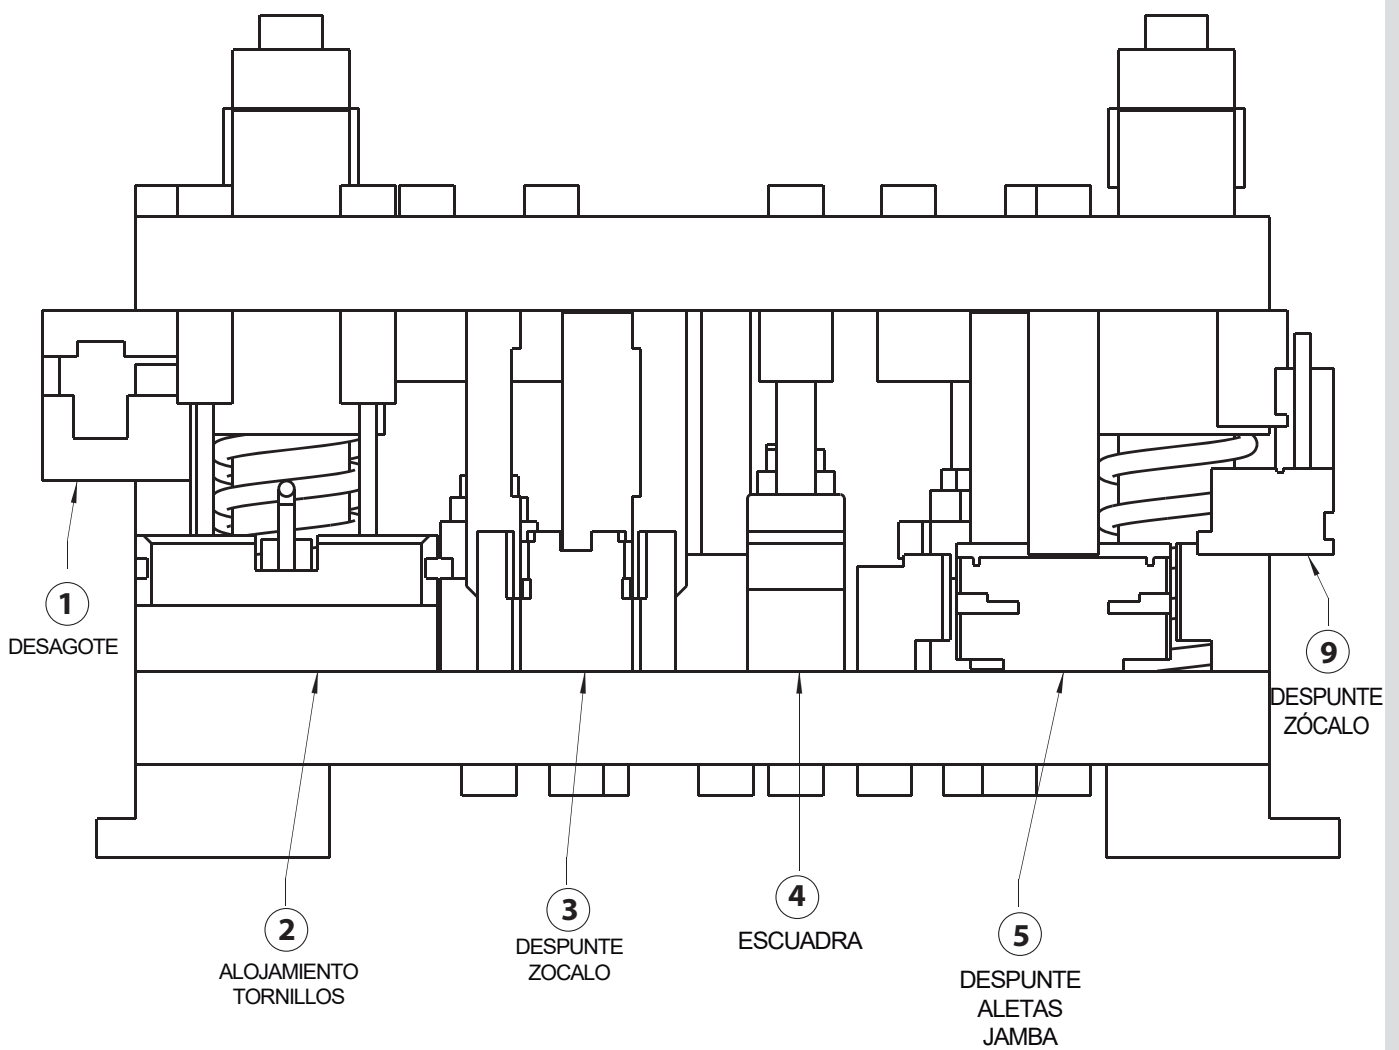 1
DESAGOTE
2
ALOJAMIENTO
TORNILLOS
3
DESPUNTE
ZOCALO
4
ESCUADRA
5
DESPUNTE
ALETAS
JAMBA
9
DESPUNTE
ZÓCALO